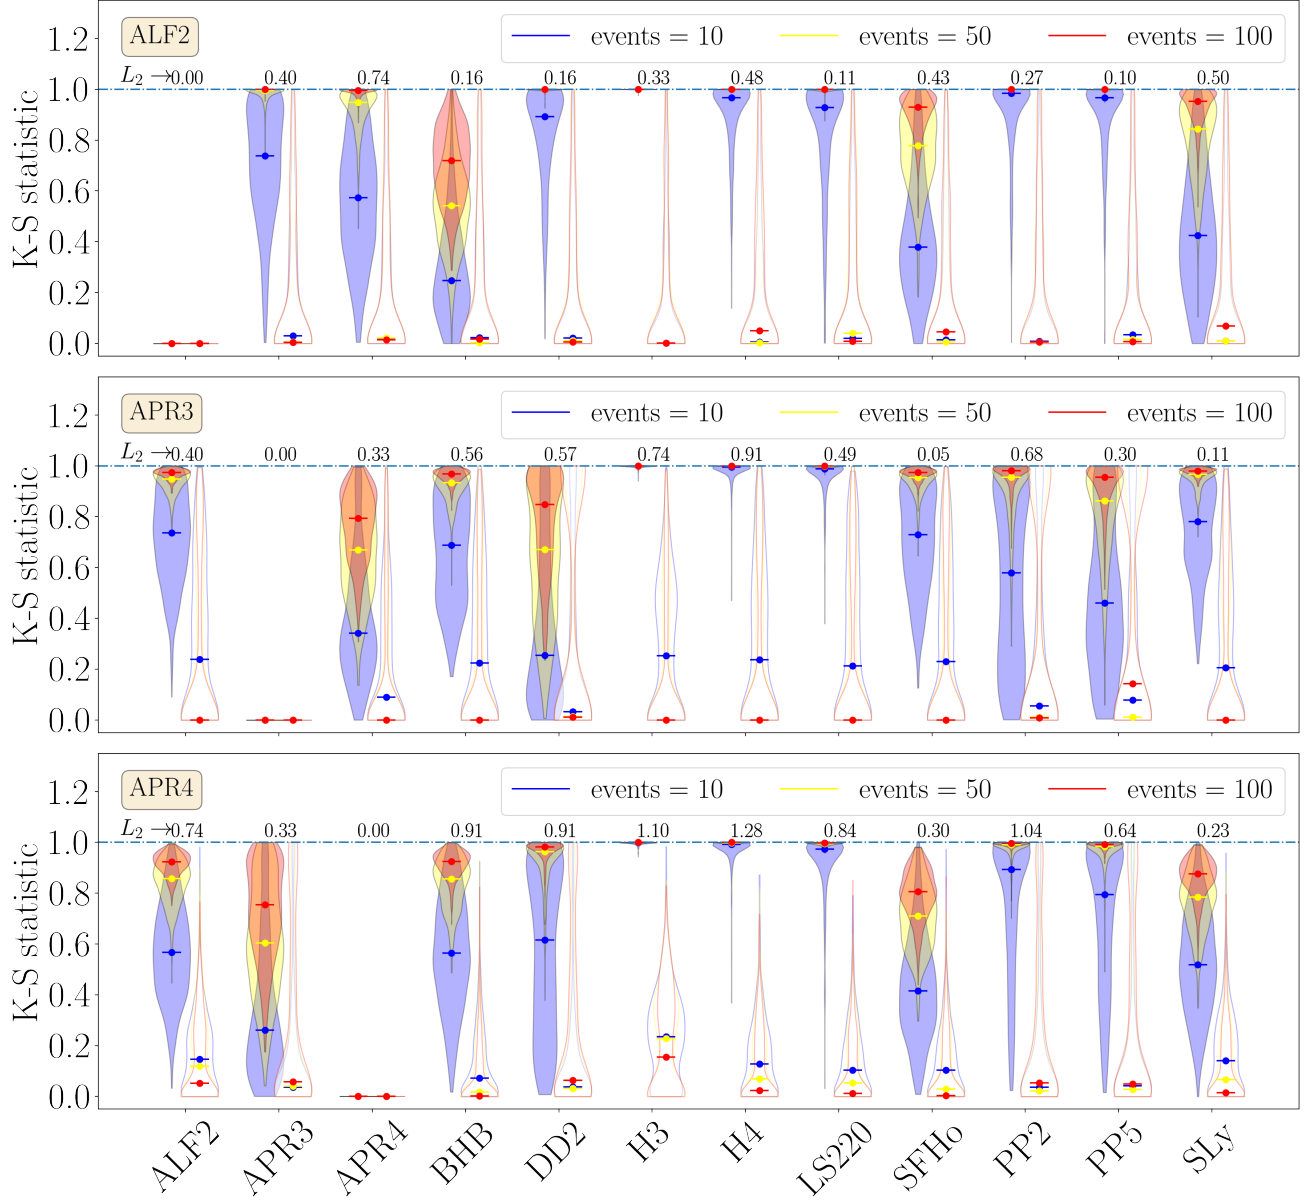 ALF2
events = 10 events = 50 events = 100
L₂ → 0.00 0.40 0.74 0.16 0.16 0.33 0.48 0.11 0.43 0.27 0.10 0.50
K-S statistic
1.2
1.0
0.8
0.6
0.4
0.2
0.0
APR3
events = 10 events = 50 events = 100
L₂ → 0.40 0.00 0.33 0.56 0.57 0.74 0.91 0.49 0.05 0.68 0.30 0.11
K-S statistic
1.2
1.0
0.8
0.6
0.4
0.2
0.0
APR4
events = 10 events = 50 events = 100
L₂ → 0.74 0.33 0.00 0.91 0.91 1.10 1.28 0.84 0.30 1.04 0.64 0.23
K-S statistic
1.2
1.0
0.8
0.6
0.4
0.2
0.0
ALF2 APR3 APR4 BHB DD2 H3 H4 LS220 SFHo PP2 PP5 SLy